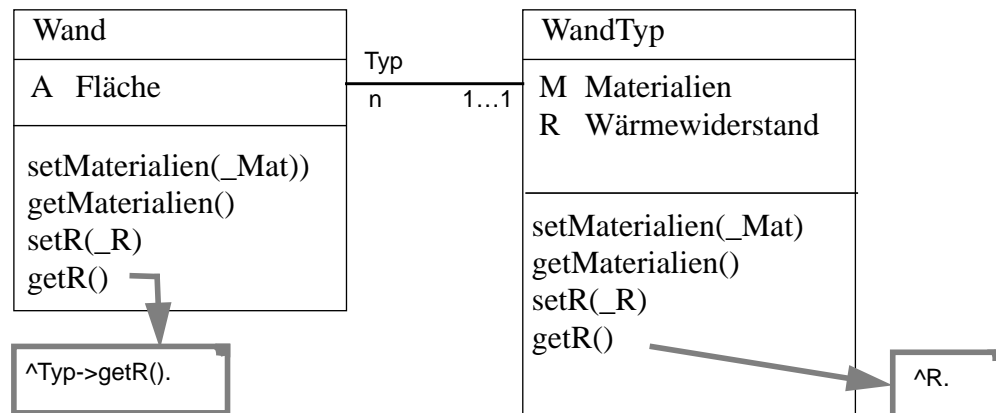 Wand
A Fläche
setMaterialien(_Mat))
getMaterialien()
setR(_R)
getR()
^Typ->getR().
Typ
n 1…1
WandTyp
M Materialien
R Wärmewiderstand
setMaterialien(_Mat)
getMaterialien()
setR(_R)
getR()
^R.